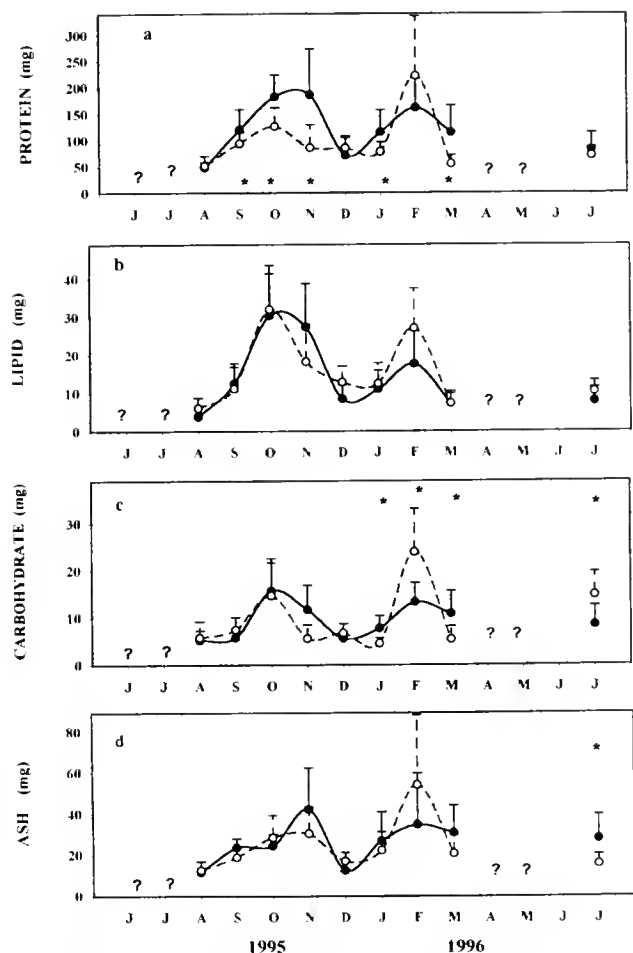 a
PROTEIN (mg)
300
250
200
150
100
50
0
? ? * * * * * ? ?
J J A S O N D J F M A M J J
b
LIPID (mg)
40
30
20
10
0
? ? ? ?
J J A S O N D J F M A M J J
c
CARBOHYDRATE (mg)
30
20
10
0
* * * *
? ? ? ?
J J A S O N D J F M A M J J
d
ASH (mg)
80
60
40
20
0
*
? ? ? ?
J J A S O N D J F M A M J J
1995 1996